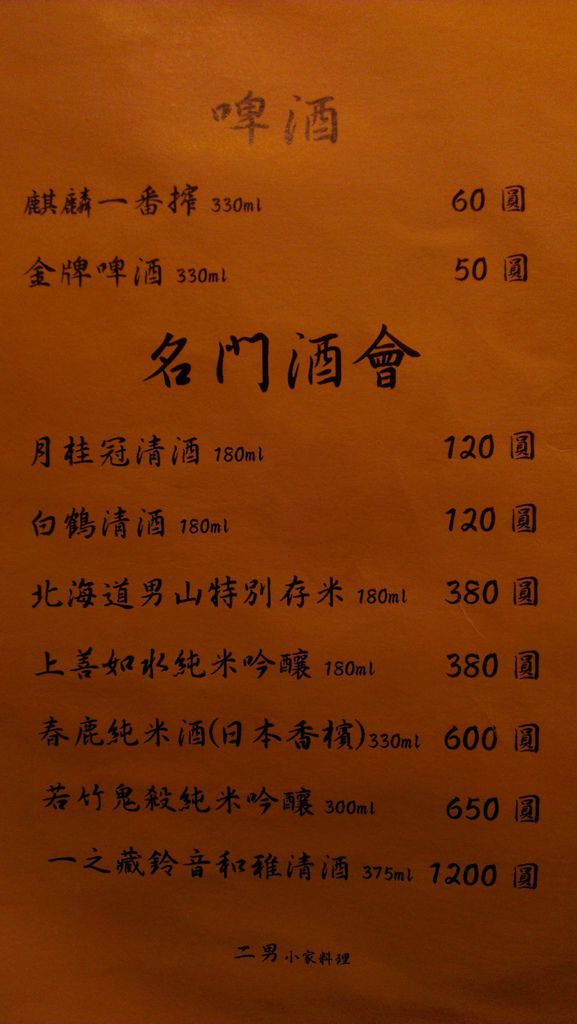 啤酒
麒麟一番搾 330ml 60 圓
金牌啤酒 330ml 50 圓
名門酒會
月桂冠清酒 180ml 120 圓
白鶴清酒 180ml 120 圓
北海道男山特別存米 180ml 380 圓
上善如水純米吟釀 180ml 380 圓
春鹿純米酒(日本香檳) 330ml 600 圓
若竹鬼殺純米吟釀 300ml 650 圓
一之藏鈴音和雅清酒 375ml 1200 圓
二男小家料理